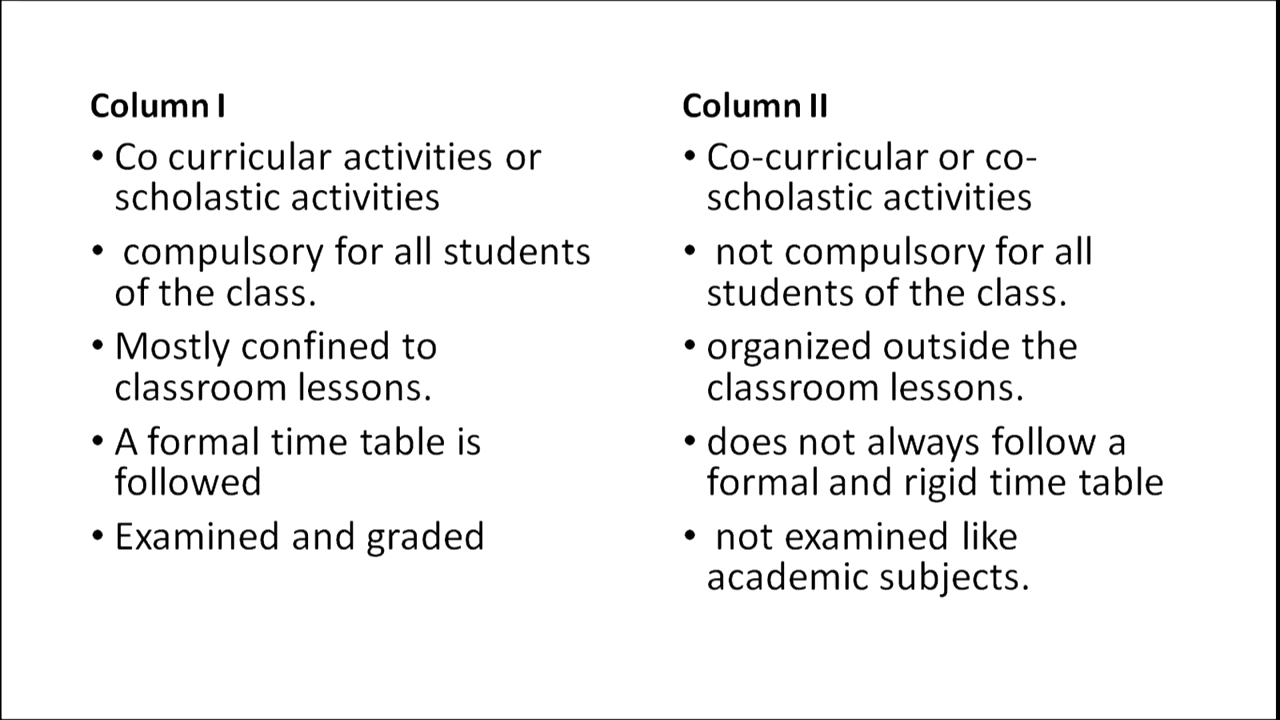 Column I
• Co curricular activities or
scholastic activities
• compulsory for all students
of the class.
• Mostly confined to
classroom lessons.
• A formal time table is
followed
• Examined and graded
Column II
• Co-curricular or co-
scholastic activities
• not compulsory for all
students of the class.
• organized outside the
classroom lessons.
• does not always follow a
formal and rigid time table
• not examined like
academic subjects.